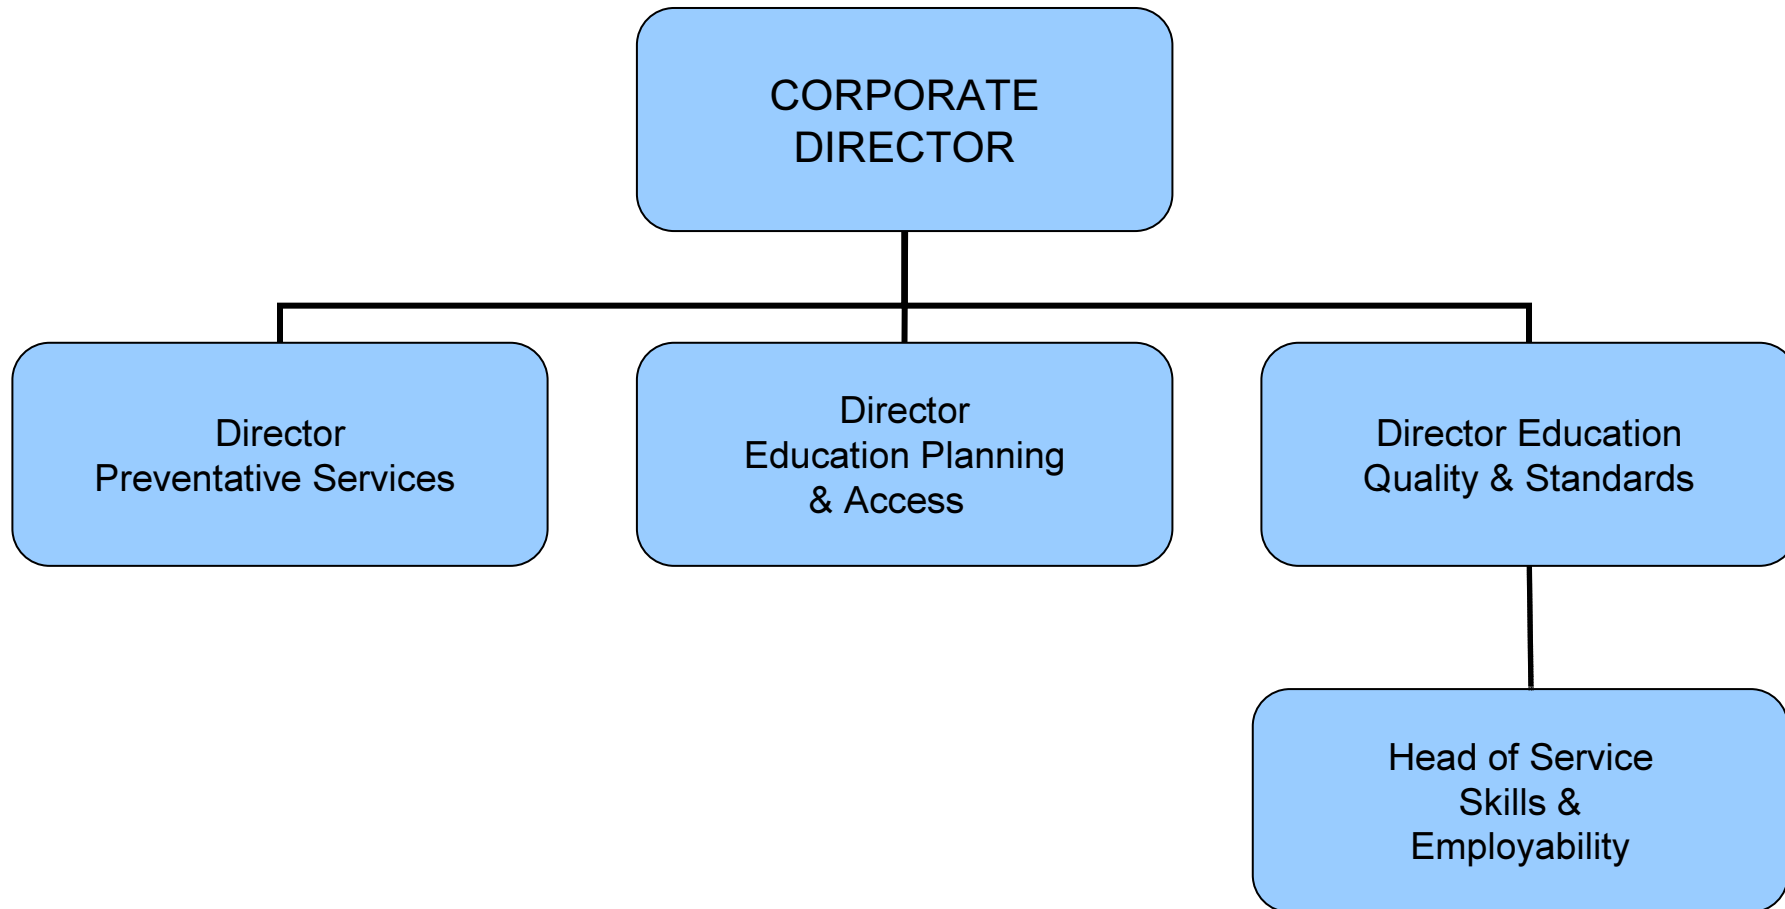 CORPORATE
DIRECTOR
Director
Preventative Services
Director
Education Planning
& Access
Director Education
Quality & Standards
Head of Service
Skills &
Employability